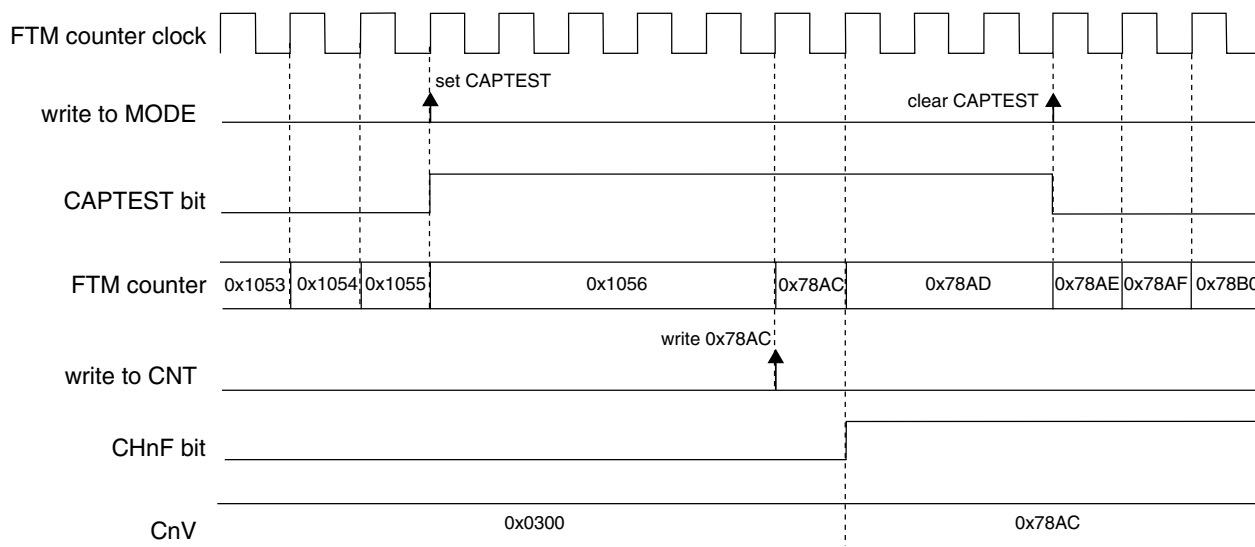 FTM counter clock
set CAPTEST
write to MODE
clear CAPTEST
CAPTEST bit
FTM counter 0x1053 0x1054 0x1055 0x1056 0x78AC 0x78AD 0x78AE 0x78AF 0x78B0
write 0x78AC
write to CNT
CHnF bit
CnV 0x0300 0x78AC